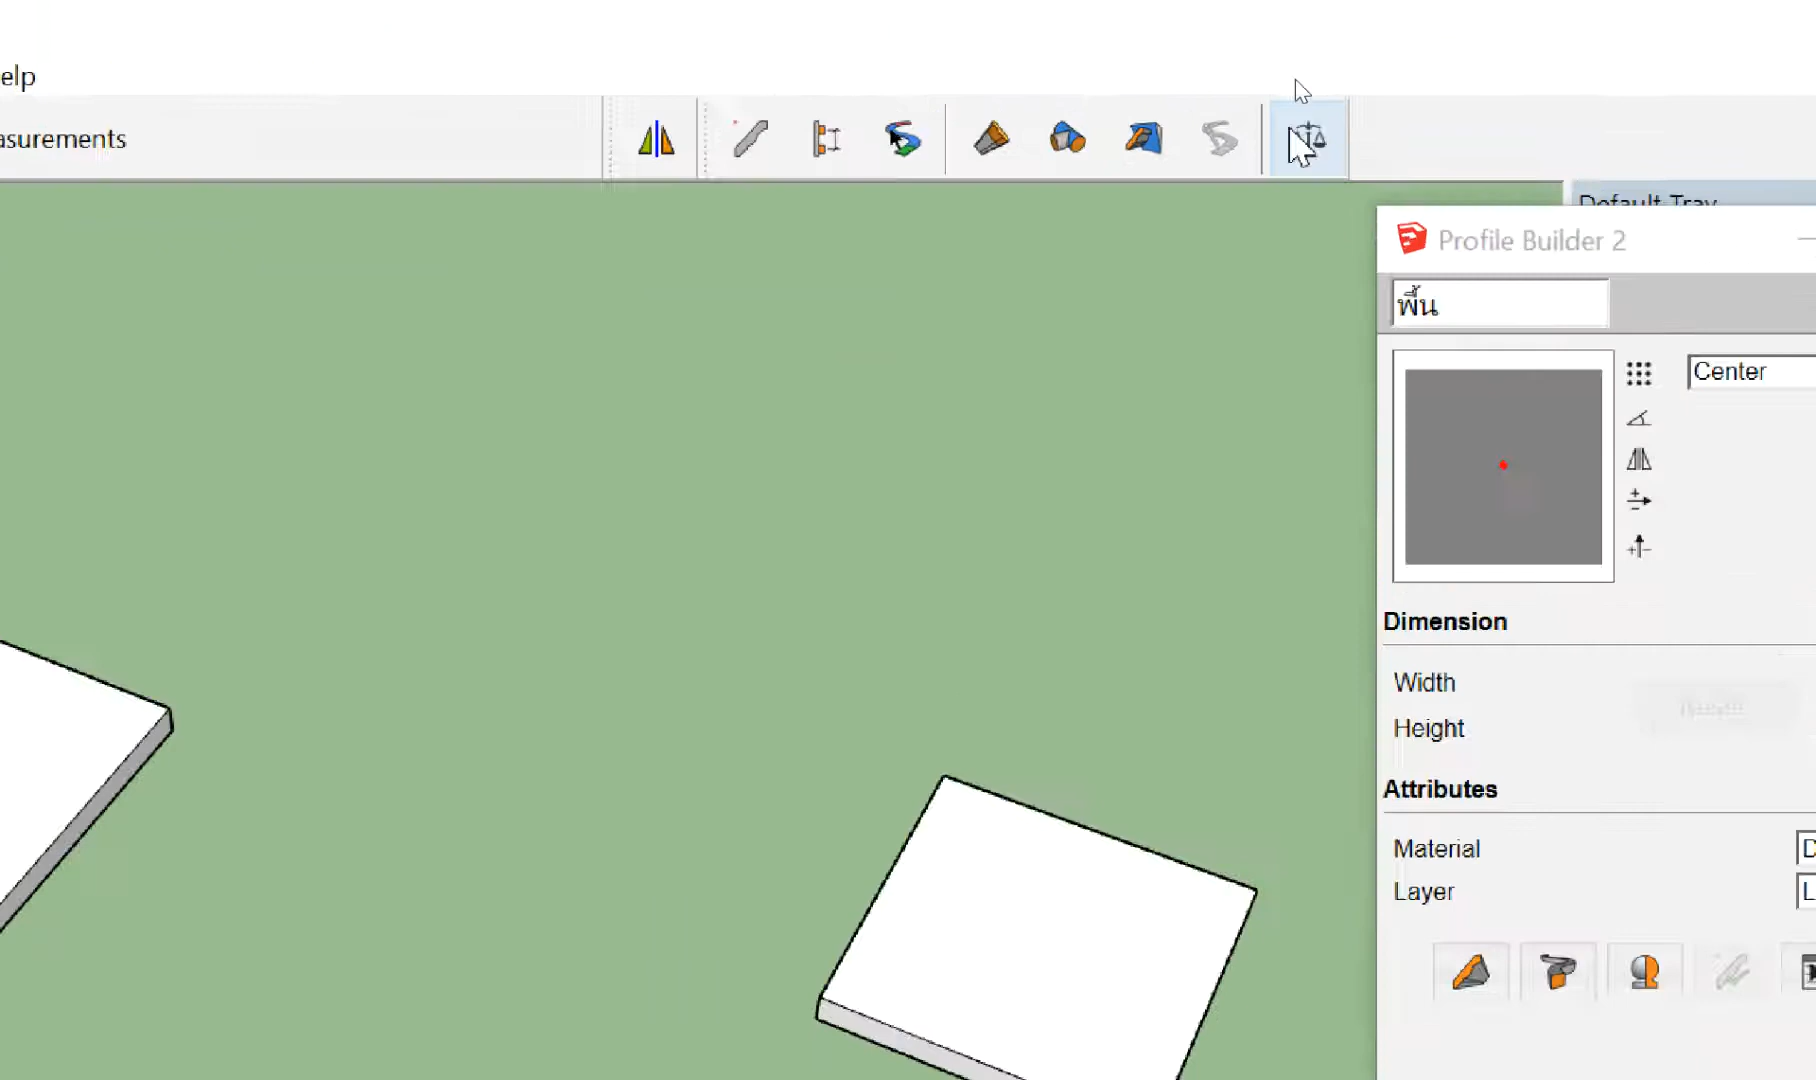 elp
asurements
Default Tray
Profile Builder 2
พื้น
Center
Dimension
Width
Height
Attributes
Material
Layer